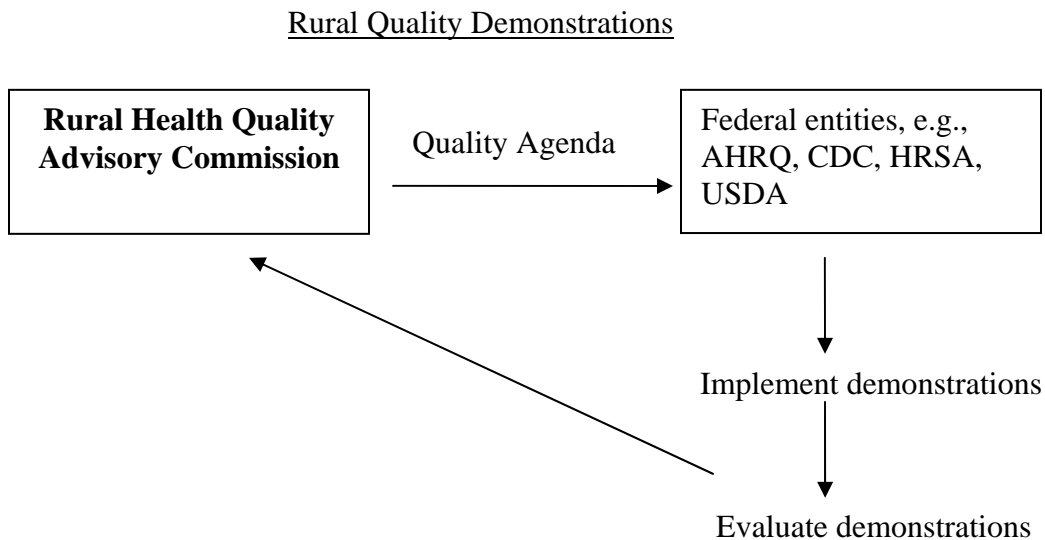 Rural Quality Demonstrations
Rural Health Quality
Advisory Commission
Quality Agenda
Federal entities, e.g.,
AHRQ, CDC, HRSA,
USDA
Implement demonstrations
Evaluate demonstrations